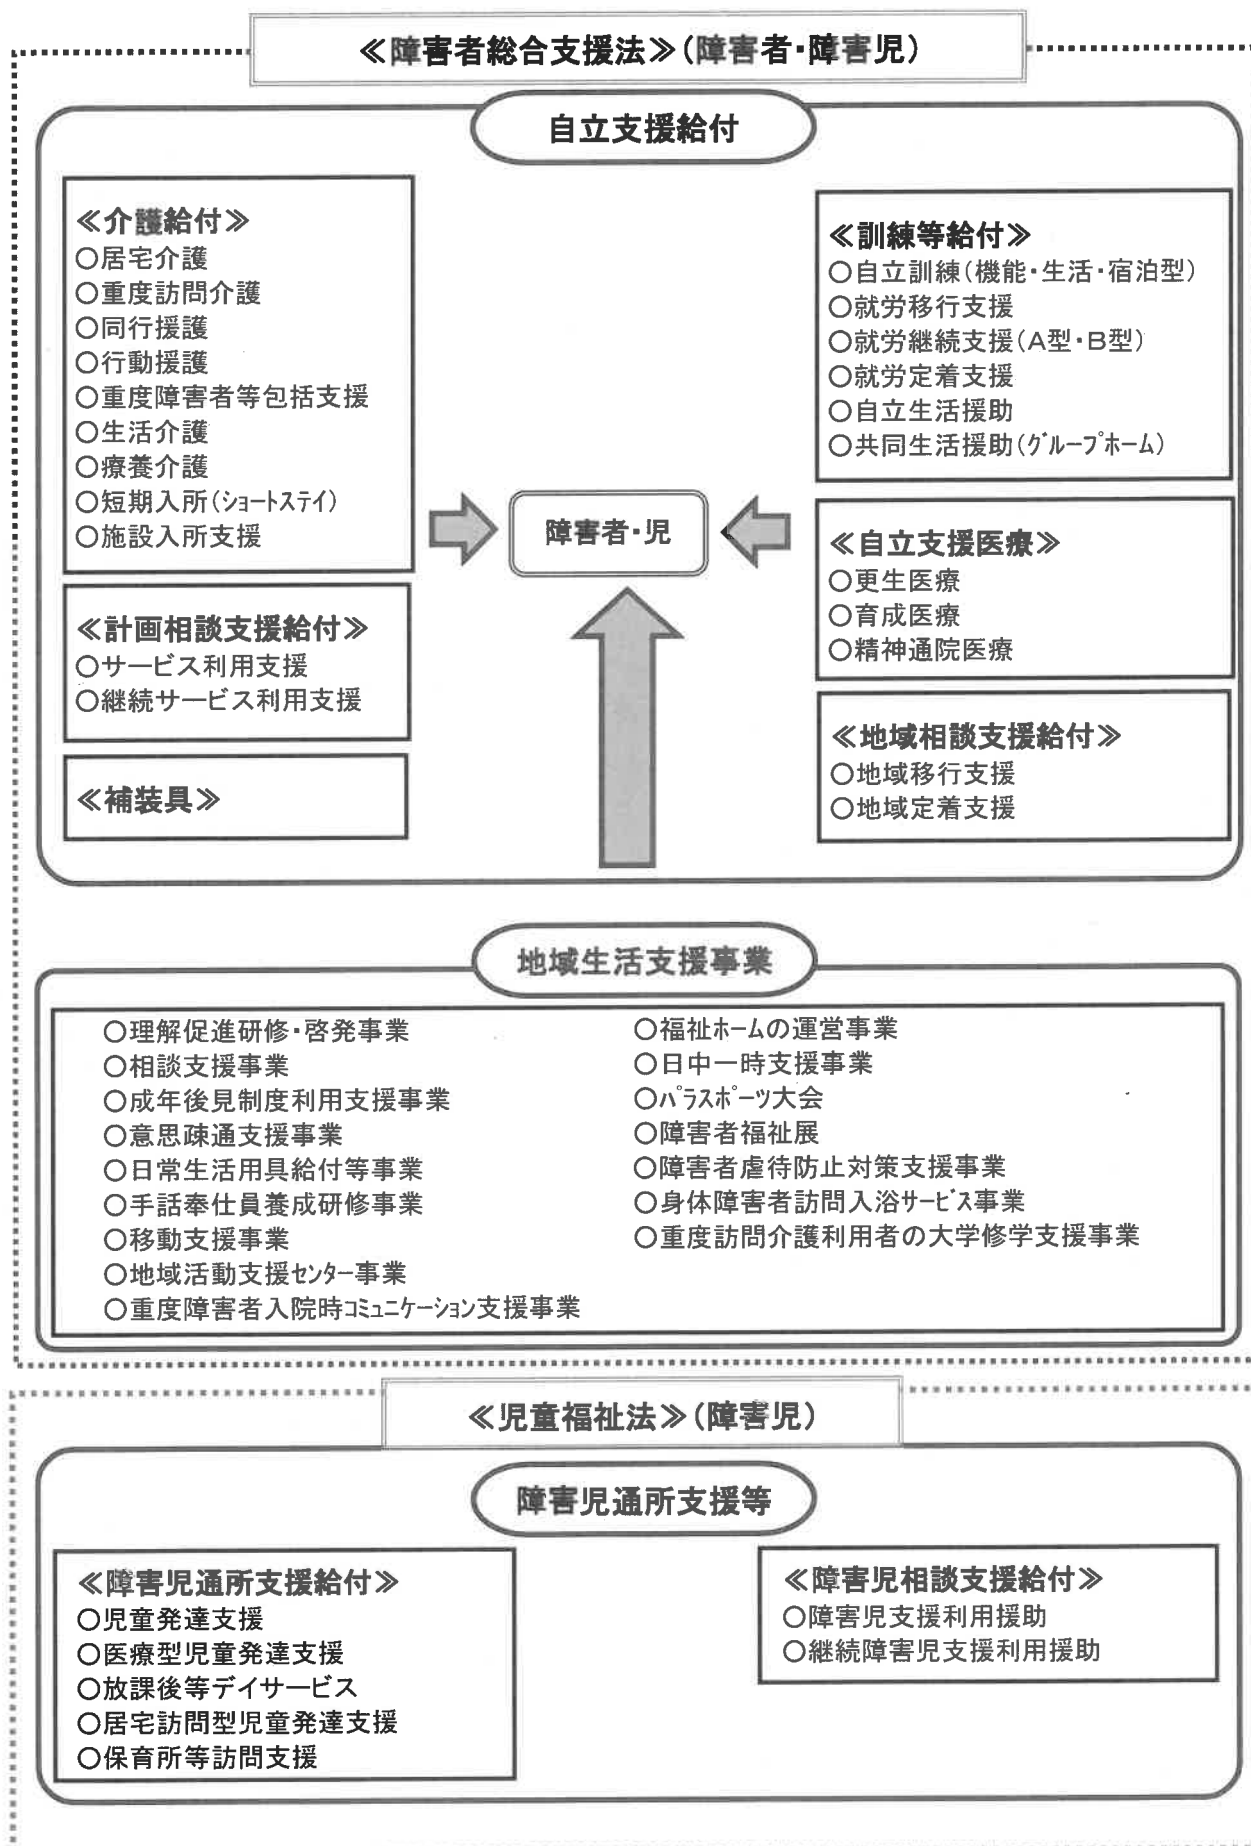 ≪障害者総合支援法≫(障害者・障害児)
自立支援給付
≪介護給付≫
○居宅介護
○重度訪問介護
○同行援護
○行動援護
○重度障害者等包括支援
○生活介護
○療養介護
○短期入所(ショートステイ)
○施設入所支援
≪計画相談支援給付≫
○サービス利用支援
○継続サービス利用支援
≪補装具≫
障害者・児
≪訓練等給付≫
○自立訓練(機能・生活・宿泊型)
○就労移行支援
○就労継続支援(A型・B型)
○就労定着支援
○自立生活援助
○共同生活援助(グループホーム)
≪自立支援医療≫
○更生医療
○育成医療
○精神通院医療
≪地域相談支援給付≫
○地域移行支援
○地域定着支援
地域生活支援事業
○理解促進研修・啓発事業
○相談支援事業
○成年後見制度利用支援事業
○意思疎通支援事業
○日常生活用具給付等事業
○手話奉仕員養成研修事業
○移動支援事業
○地域活動支援センター事業
○重度障害者入院時コミュニケーション支援事業
○福祉ホームの運営事業
○日中一時支援事業
○パラスポーツ大会
○障害者福祉展
○障害者虐待防止対策支援事業
○身体障害者訪問入浴サービス事業
○重度訪問介護利用者の大学修学支援事業
≪児童福祉法≫(障害児)
障害児通所支援等
≪障害児通所支援給付≫
○児童発達支援
○医療型児童発達支援
○放課後等デイサービス
○居宅訪問型児童発達支援
○保育所等訪問支援
≪障害児相談支援給付≫
○障害児支援利用援助
○継続障害児支援利用援助